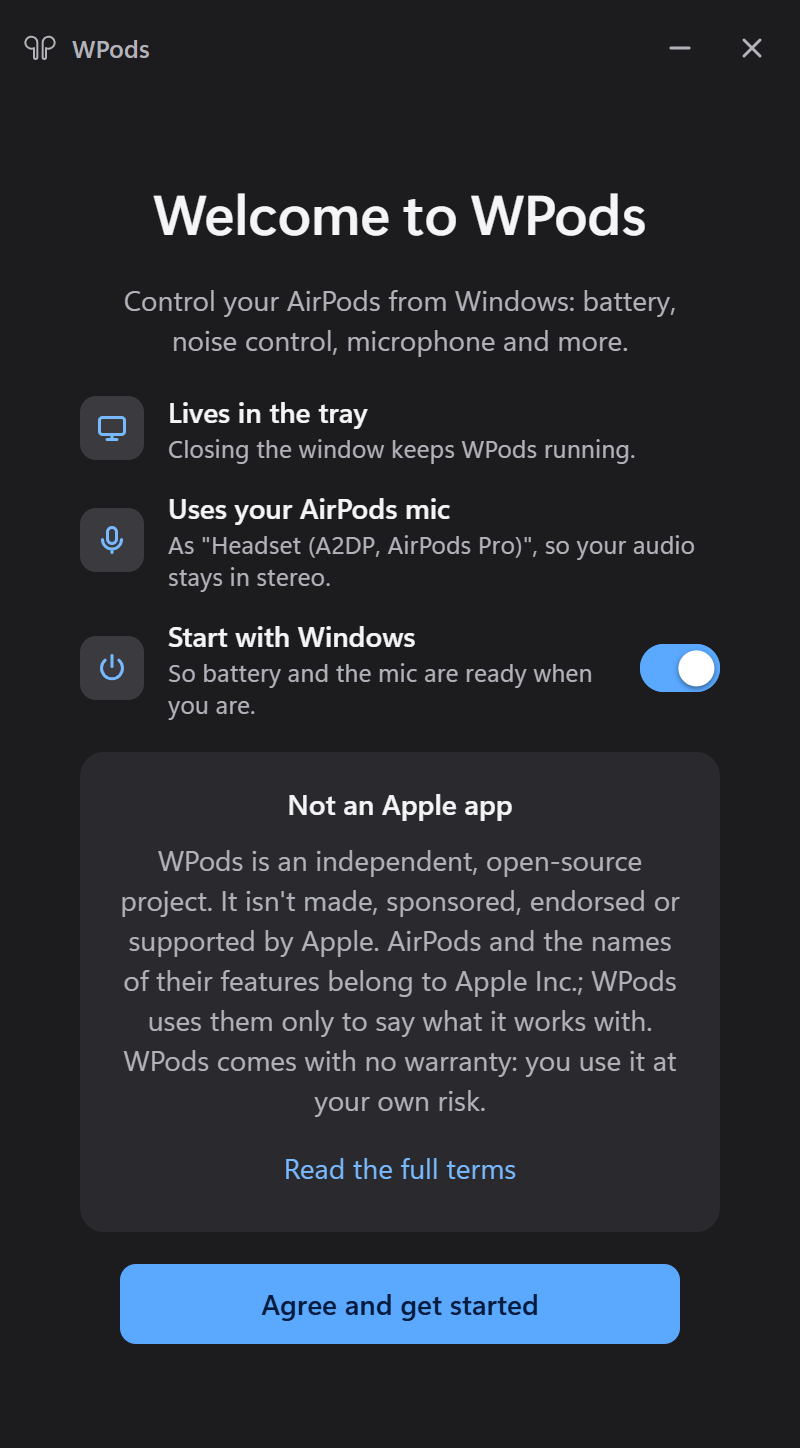 WPods
Welcome to WPods
Control your AirPods from Windows: battery,
noise control, microphone and more.
Lives in the tray
Closing the window keeps WPods running.
Uses your AirPods mic
As "Headset (A2DP, AirPods Pro)", so your audio
stays in stereo.
Start with Windows
So battery and the mic are ready when
you are.
Not an Apple app
WPods is an independent, open-source
project. It isn't made, sponsored, endorsed or
supported by Apple. AirPods and the names
of their features belong to Apple Inc.; WPods
uses them only to say what it works with.
WPods comes with no warranty: you use it at
your own risk.
Read the full terms
Agree and get started